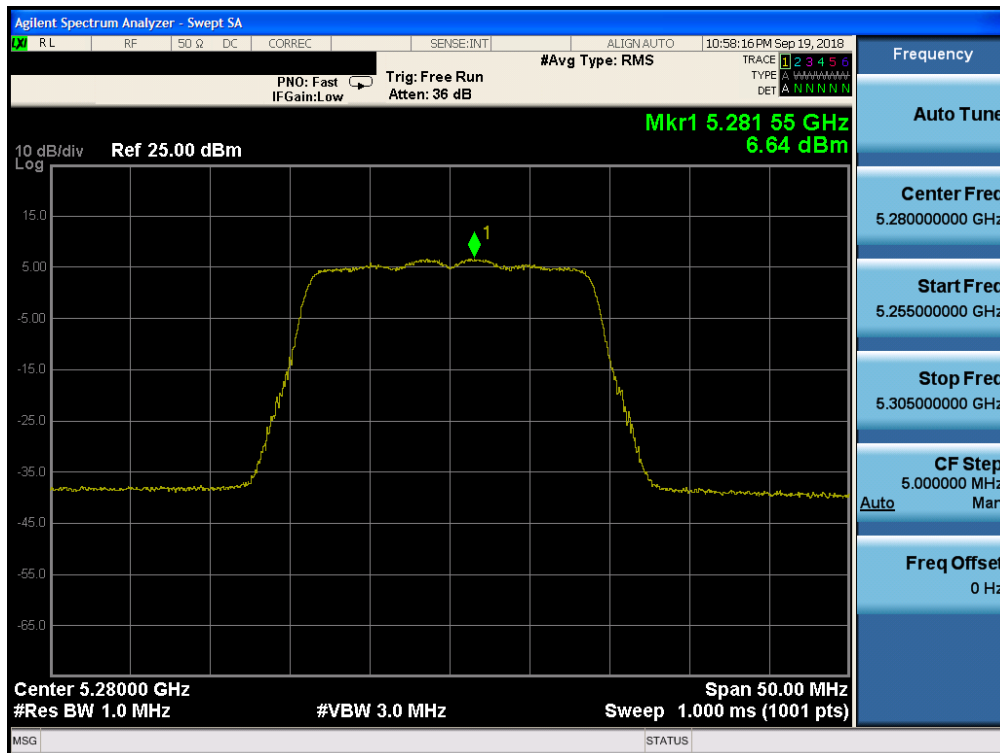 Agilent Spectrum Analyzer - Swept SA
LXI RL RF 50 Ω DC CORREC SENSE:INT ALIGN AUTO 10:58:16 PM Sep 19, 2018
Frequency
#Avg Type: RMS
TRACE 1 2 3 4 5 6
PNO: Fast
Trig: Free Run
TYPE A WWWWW
IFGain:Low
Atten: 36 dB
DET A N N N N N
Auto Tune
Mkr1 5.281 55 GHz
6.64 dBm
10 dB/div
Log
Ref 25.00 dBm
15.0
5.00
-5.00
-15.0
-25.0
-35.0
-45.0
-55.0
-65.0
1
Center Freq
5.280000000 GHz
Start Freq
5.255000000 GHz
Stop Freq
5.305000000 GHz
CF Step
5.000000 MHz
Auto Man
Freq Offset
0 Hz
Center 5.28000 GHz
Span 50.00 MHz
#Res BW 1.0 MHz
#VBW 3.0 MHz
Sweep 1.000 ms (1001 pts)
MSG
STATUS